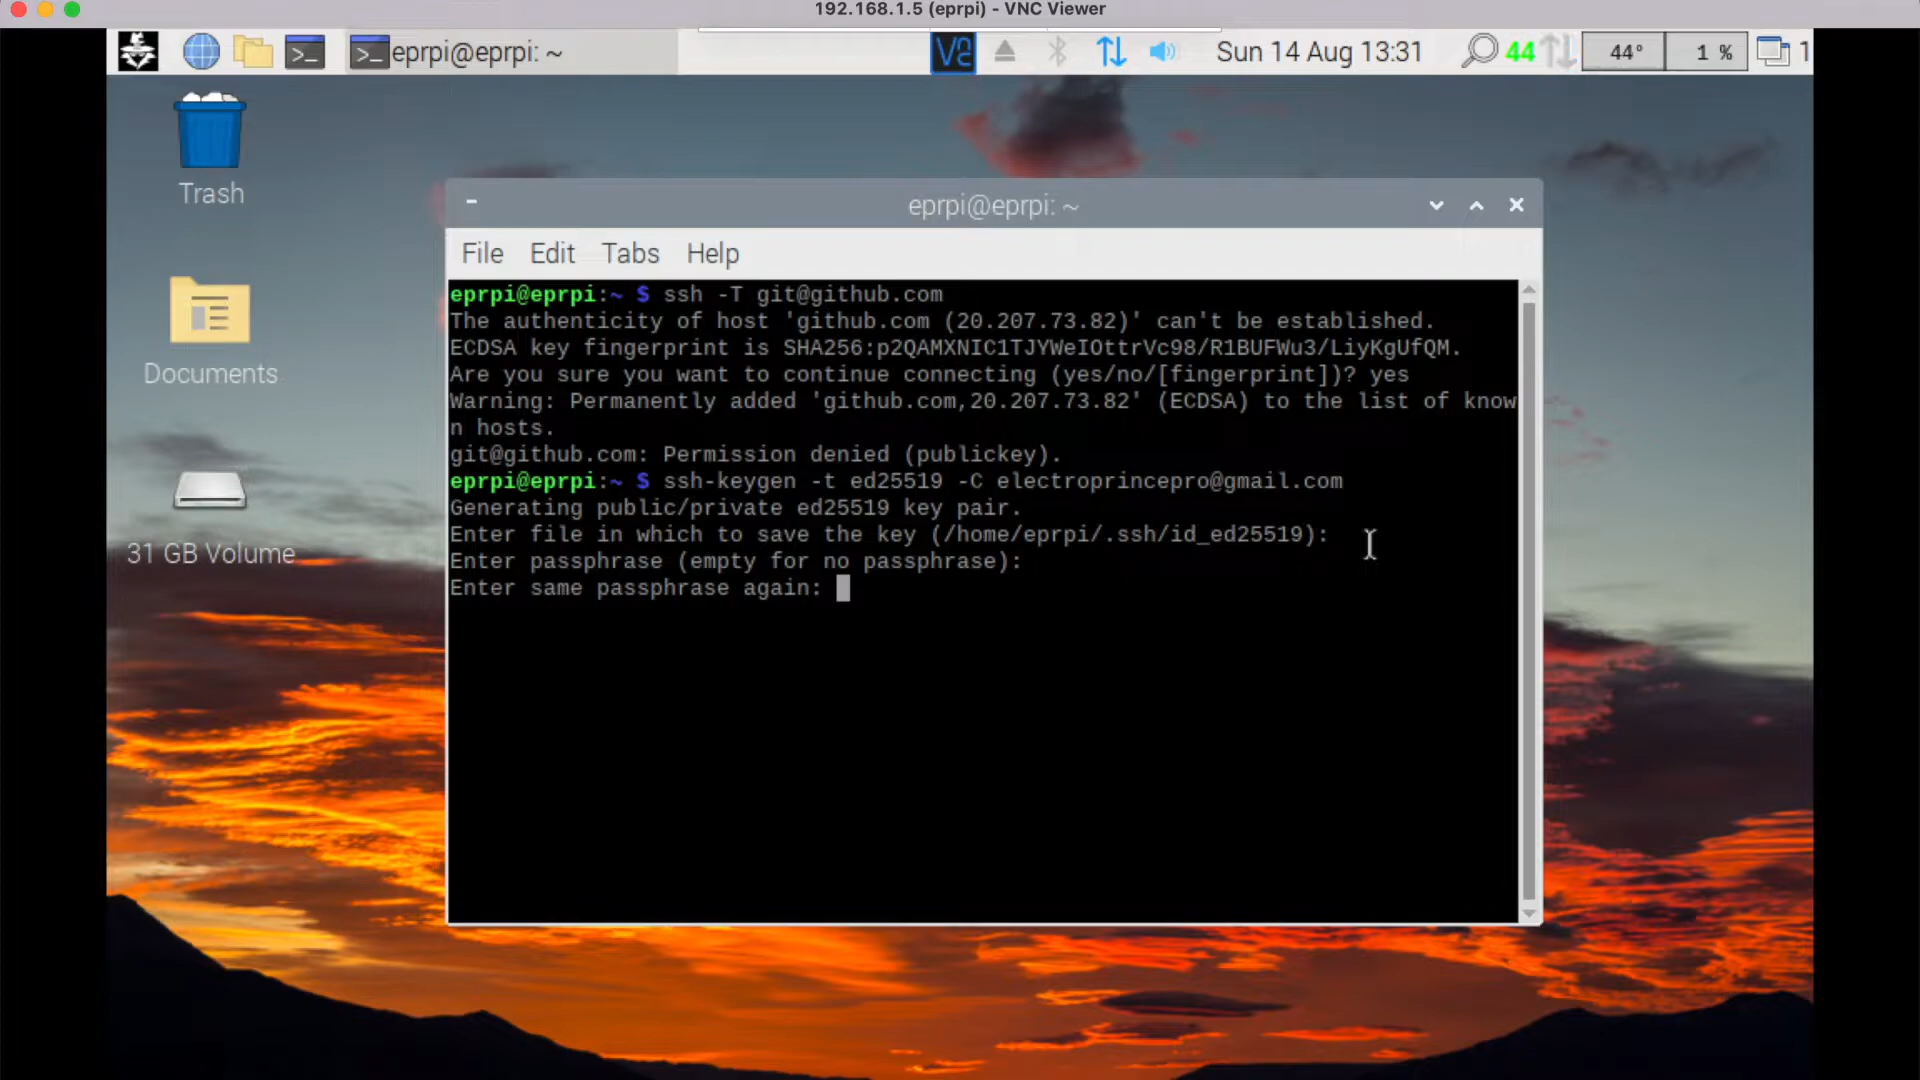 192.168.1.5 (eprpi) - VNC Viewer
eprpi@eprpi: ~
Sun 14 Aug 13:31
44
44°
1 %
1
Trash
Documents
31 GB Volume
eprpi@eprpi: ~
File Edit Tabs Help
eprpi@eprpi:~ $ ssh -T git@github.com
The authenticity of host 'github.com (20.207.73.82)' can't be established.
ECDSA key fingerprint is SHA256:p2QAMXNIC1TJYWeIOttrVc98/R1BUFWu3/LiyKgUfQM.
Are you sure you want to continue connecting (yes/no/[fingerprint])? yes
Warning: Permanently added 'github.com,20.207.73.82' (ECDSA) to the list of know
n hosts.
git@github.com: Permission denied (publickey).
eprpi@eprpi:~ $ ssh-keygen -t ed25519 -C electroprincepro@gmail.com
Generating public/private ed25519 key pair.
Enter file in which to save the key (/home/eprpi/.ssh/id_ed25519):
Enter passphrase (empty for no passphrase):
Enter same passphrase again: